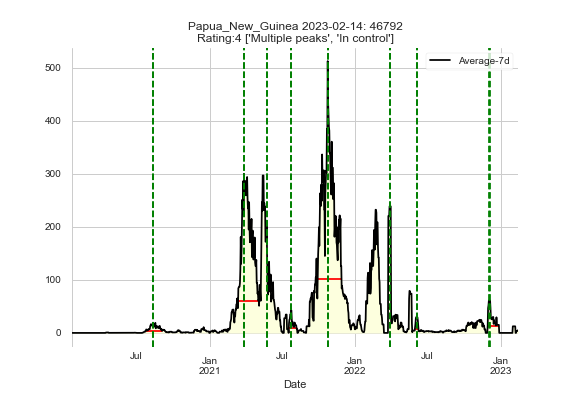 Papua_New_Guinea 2023-02-14: 46792
Rating:4 ['Multiple peaks', 'In control']
Average-7d
500
400
300
200
100
0
Jul
Jan
2021
Jul
Jan
2022
Jul
Jan
2023
Date